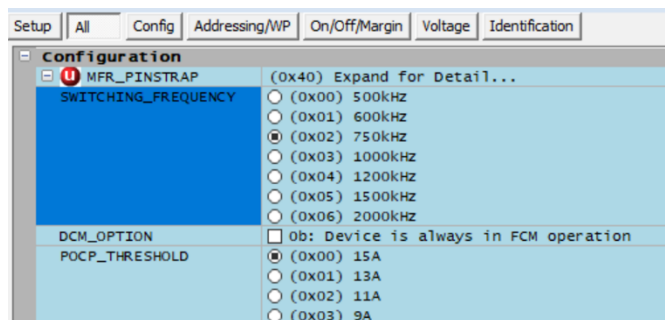 Setup All Config Addressing/WP On/Off/Margin Voltage Identification
Configuration
U MFR_PINSTRAP (0x40) Expand for Detail...
SWITCHING_FREQUENCY (0x00) 500kHz
(0x01) 600kHz
(0x02) 750kHz
(0x03) 1000kHz
(0x04) 1200kHz
(0x05) 1500kHz
(0x06) 2000kHz
DCM_OPTION 0b: Device is always in FCM operation
POCP_THRESHOLD (0x00) 15A
(0x01) 13A
(0x02) 11A
(0x03) 9A